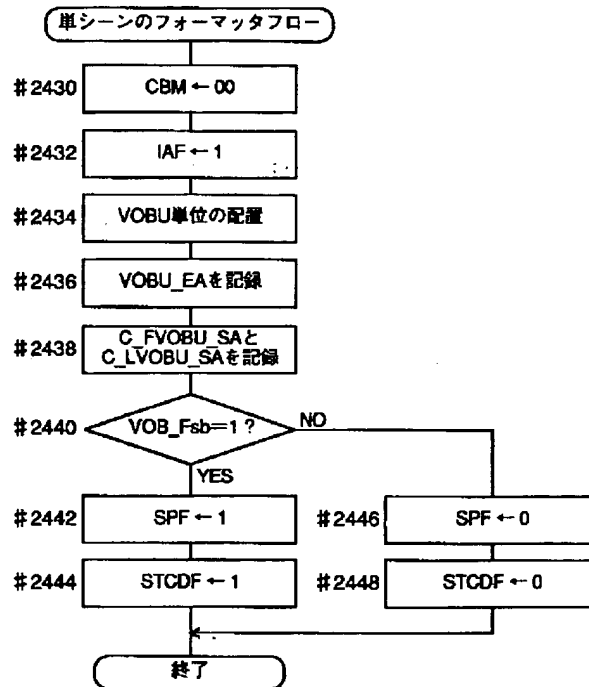 単シーンのフォーマッタフロー
#2430
CBM ← 00
#2432
IAF ← 1
#2434
VOBU単位の配置
#2436
VOBU_EAを記録
#2438
C_FVOBU_SAと
C_LVOBU_SAを記録
#2440
VOB_Fsb=1 ?
NO
YES
#2442
SPF ← 1
#2446
SPF ← 0
#2444
STCDF ← 1
#2448
STCDF ← 0
終了